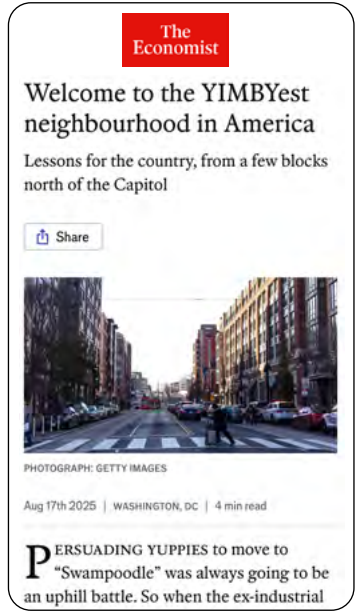 The
Economist
Welcome to the YIMBYest
neighbourhood in America
Lessons for the country, from a few blocks
north of the Capitol
Share
PHOTOGRAPH: GETTY IMAGES
Aug 17th 2025 | WASHINGTON, DC | 4 min read
PERSUADING YUPPIES to move to
“Swampoodle” was always going to be
an uphill battle. So when the ex-industrial